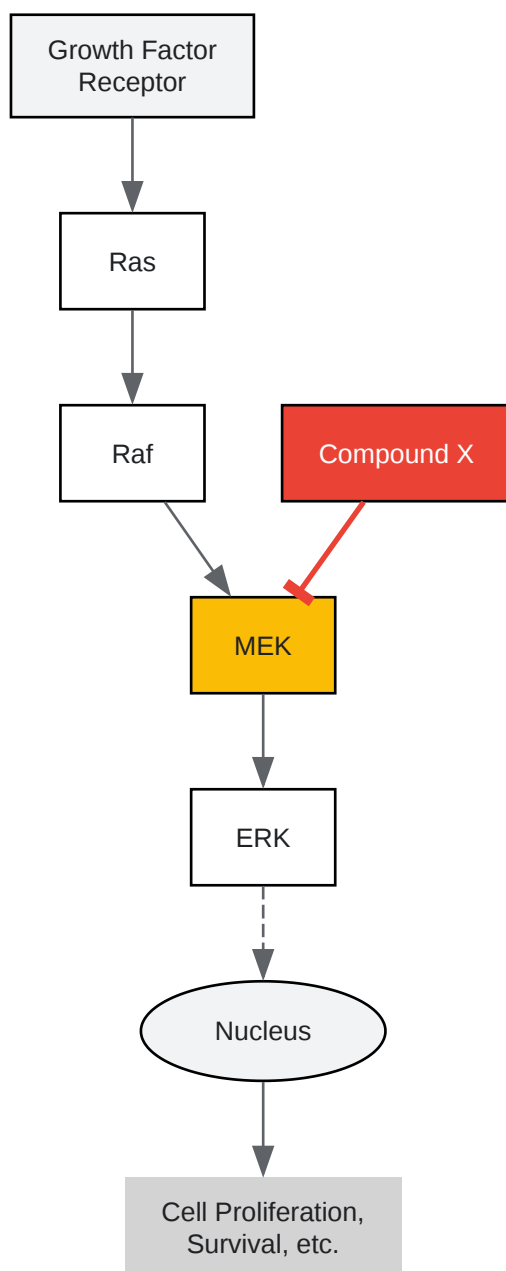 Growth Factor
Receptor
Ras
Raf
Compound X
MEK
ERK
Nucleus
Cell Proliferation,
Survival, etc.